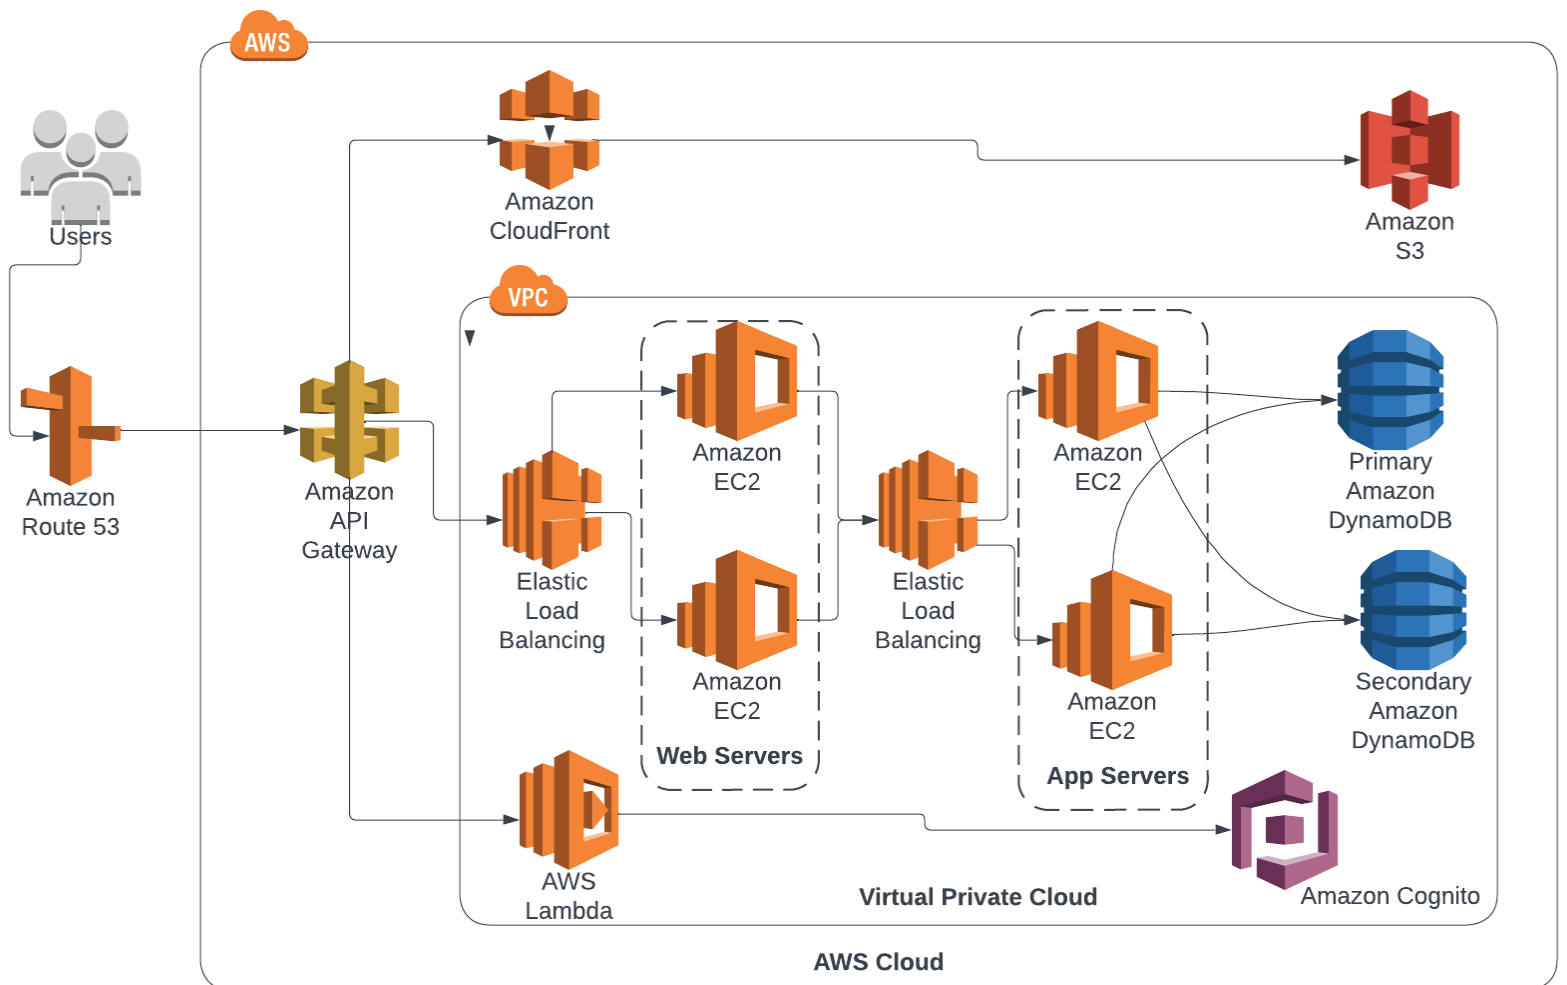 AWS
Users
Amazon
CloudFront
Amazon
S3
VPC
Amazon
Route 53
Amazon
API
Gateway
Elastic
Load
Balancing
Amazon
EC2
Amazon
EC2
Web Servers
Elastic
Load
Balancing
Amazon
EC2
Amazon
EC2
App Servers
Primary
Amazon
DynamoDB
Secondary
Amazon
DynamoDB
AWS
Lambda
Amazon Cognito
Virtual Private Cloud
AWS Cloud